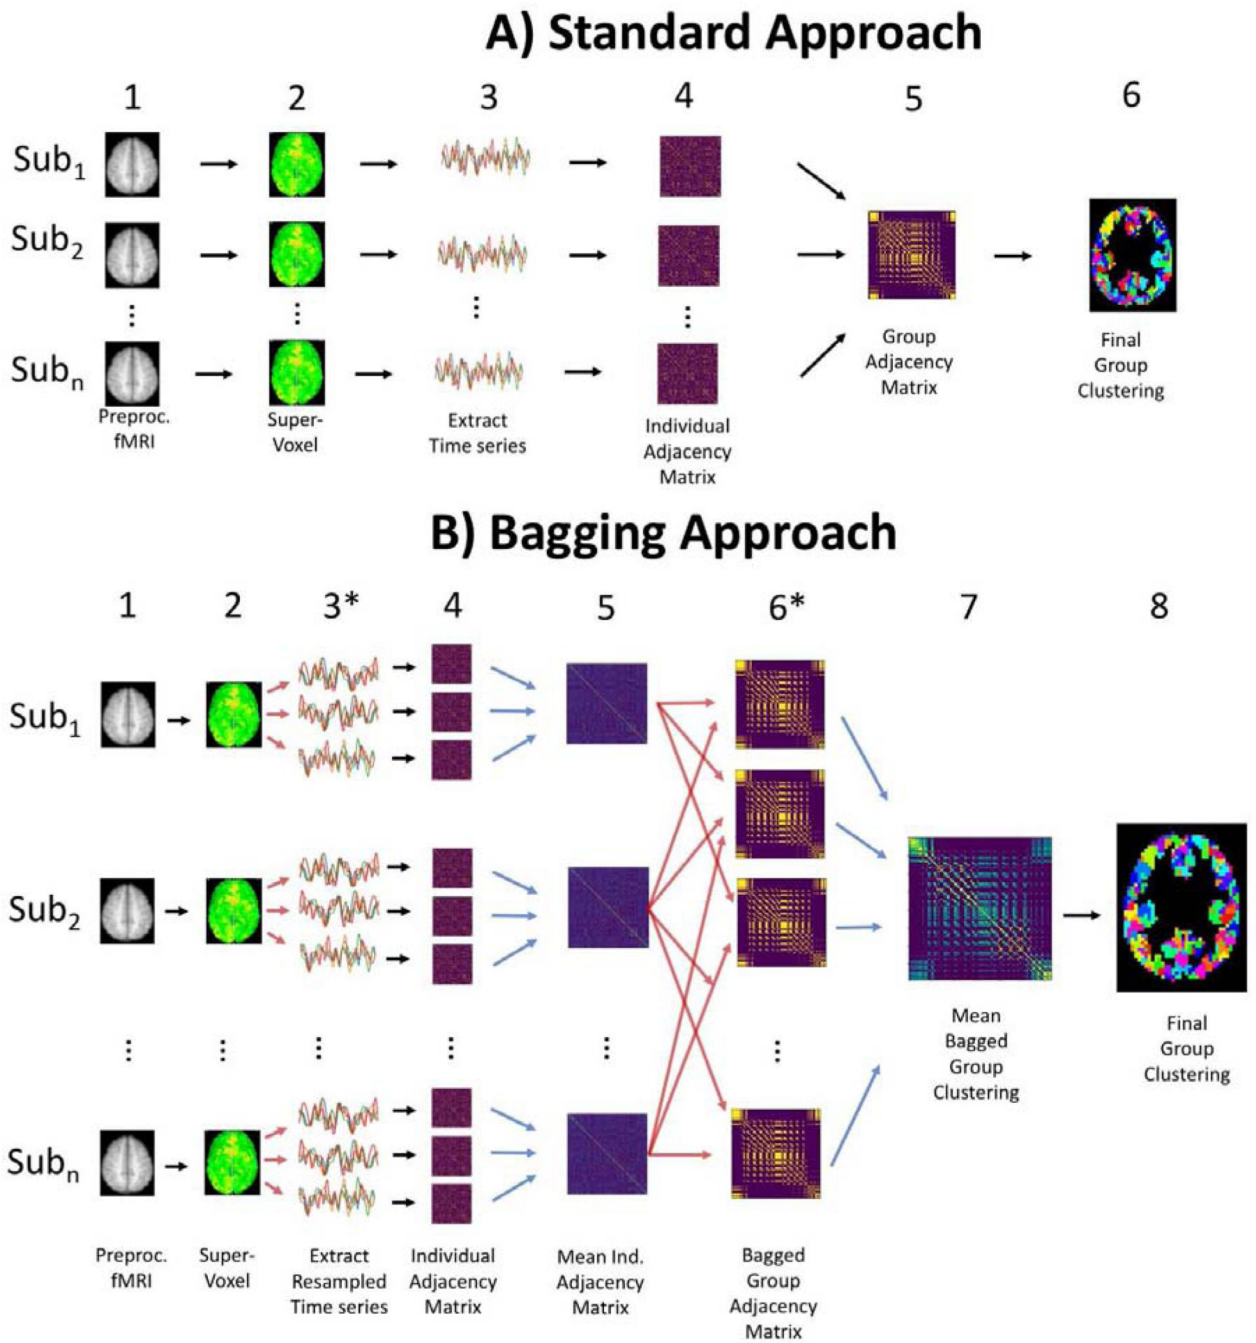 A) Standard Approach
1 2 3 4 5 6
Sub1
Sub2
Subn
Preproc.
fMRI
Super-
Voxel
Extract
Time series
Individual
Adjacency
Matrix
Group
Adjacency
Matrix
Final
Group
Clustering
B) Bagging Approach
1 2 3* 4 5 6* 7 8
Sub1
Sub2
Subn
Preproc.
fMRI
Super-
Voxel
Extract
Resampled
Time series
Individual
Adjacency
Matrix
Mean Ind.
Adjacency
Matrix
Bagged
Group
Adjacency
Matrix
Mean
Bagged
Group
Clustering
Final
Group
Clustering